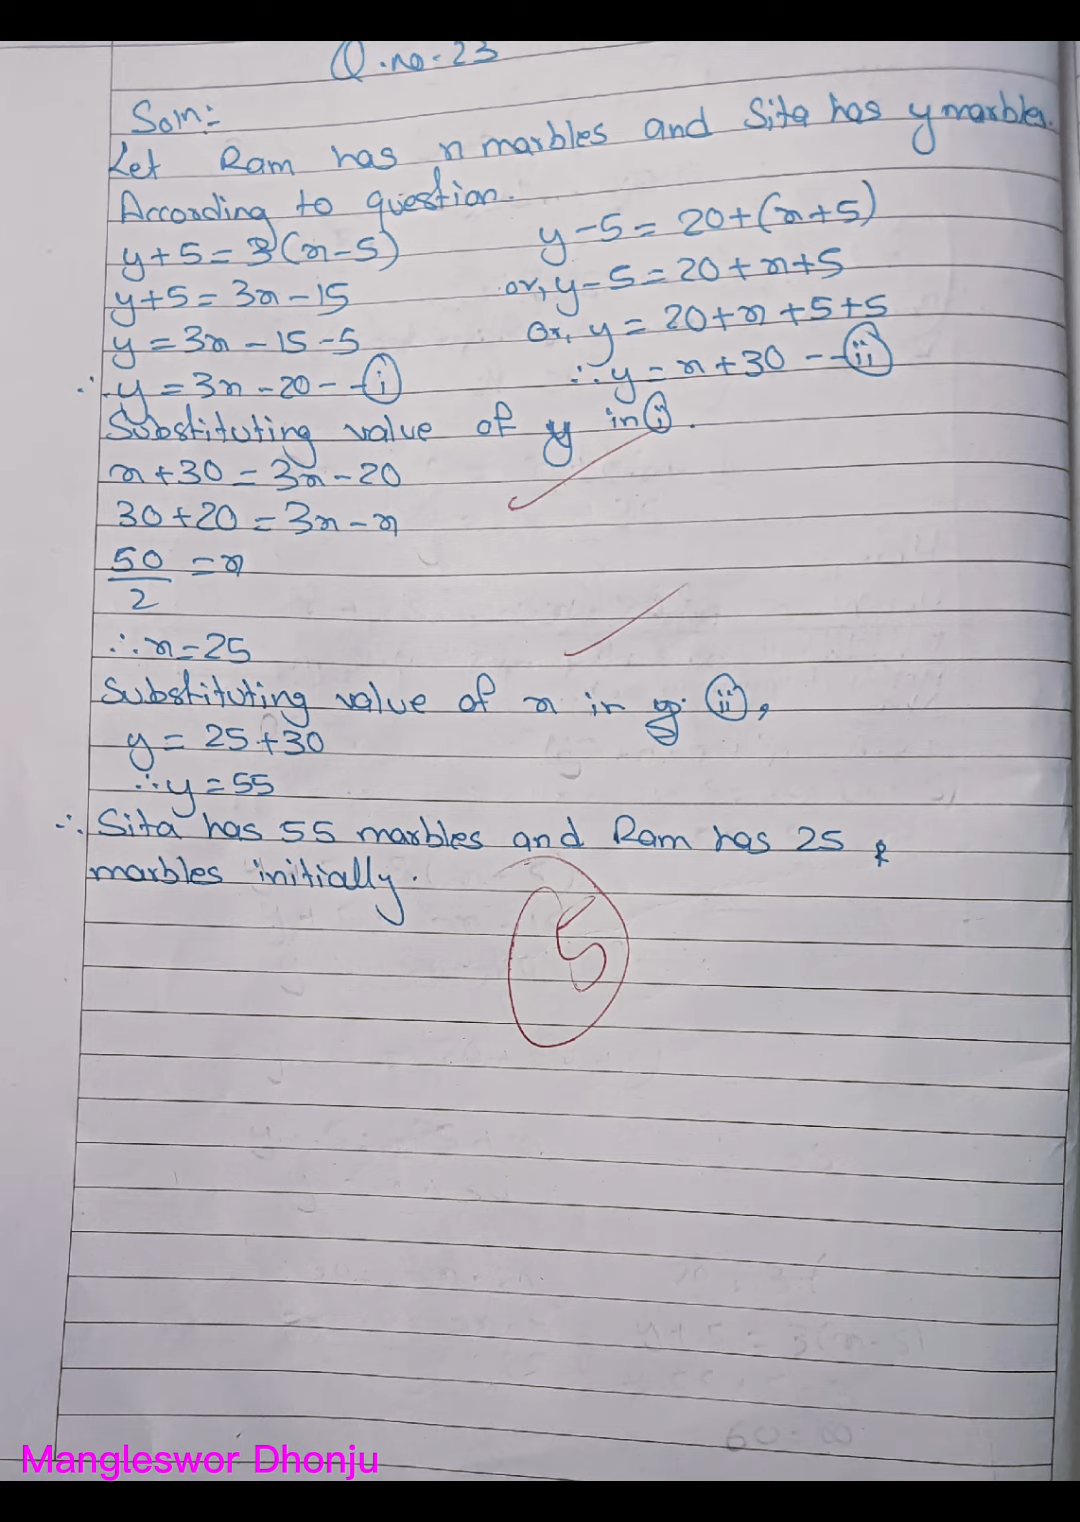 Q.no-23
Soln:
Let Ram has x marbles and Sita has y marbles.
According to question.
y+5=3(x-5)
y+5=3x-15
y=3x-15-5
∴y=3x-20--(i)
y-5=20+(x+5)
or, y-5=20+x+5
or, y=20+x+5+5
∴y=x+30--(ii)
Substituting value of y in (i).
x+30=3x-20
30+20=3x-x
50/2=x
∴x=25
Substituting value of x in (ii),
y=25+30
∴y=55
∴ Sita has 55 marbles and Ram has 25
marbles initially.
5
Mangleswor Dhonju